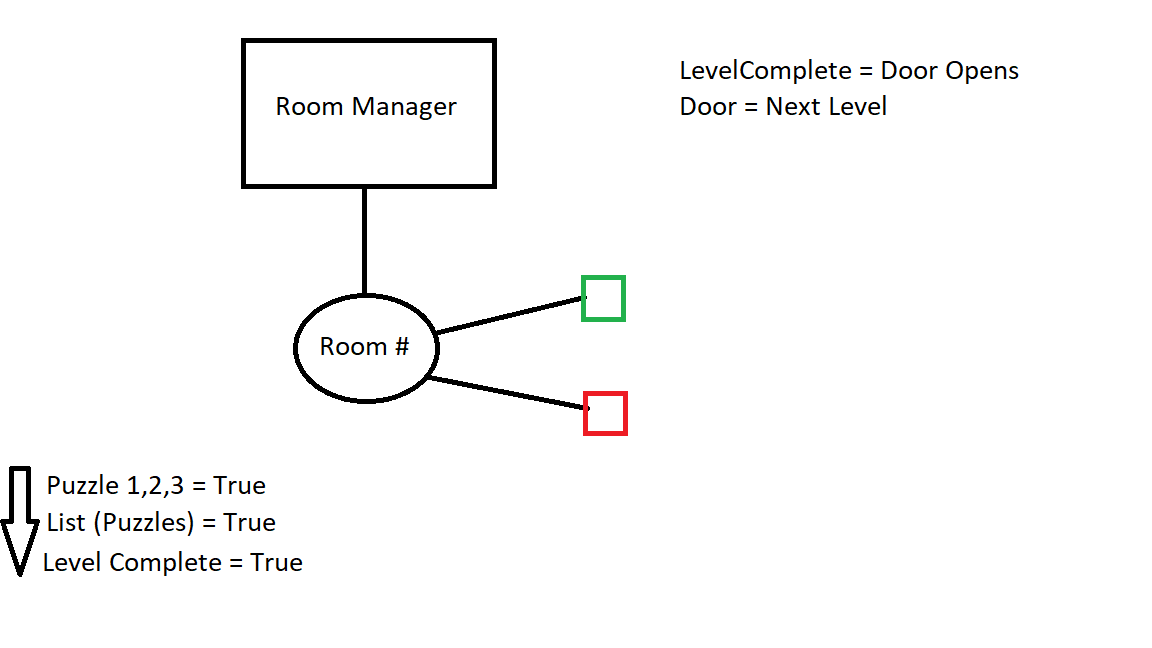 Room Manager
LevelComplete = Door Opens
Door = Next Level
Room #
Puzzle 1,2,3 = True
List (Puzzles) = True
Level Complete = True